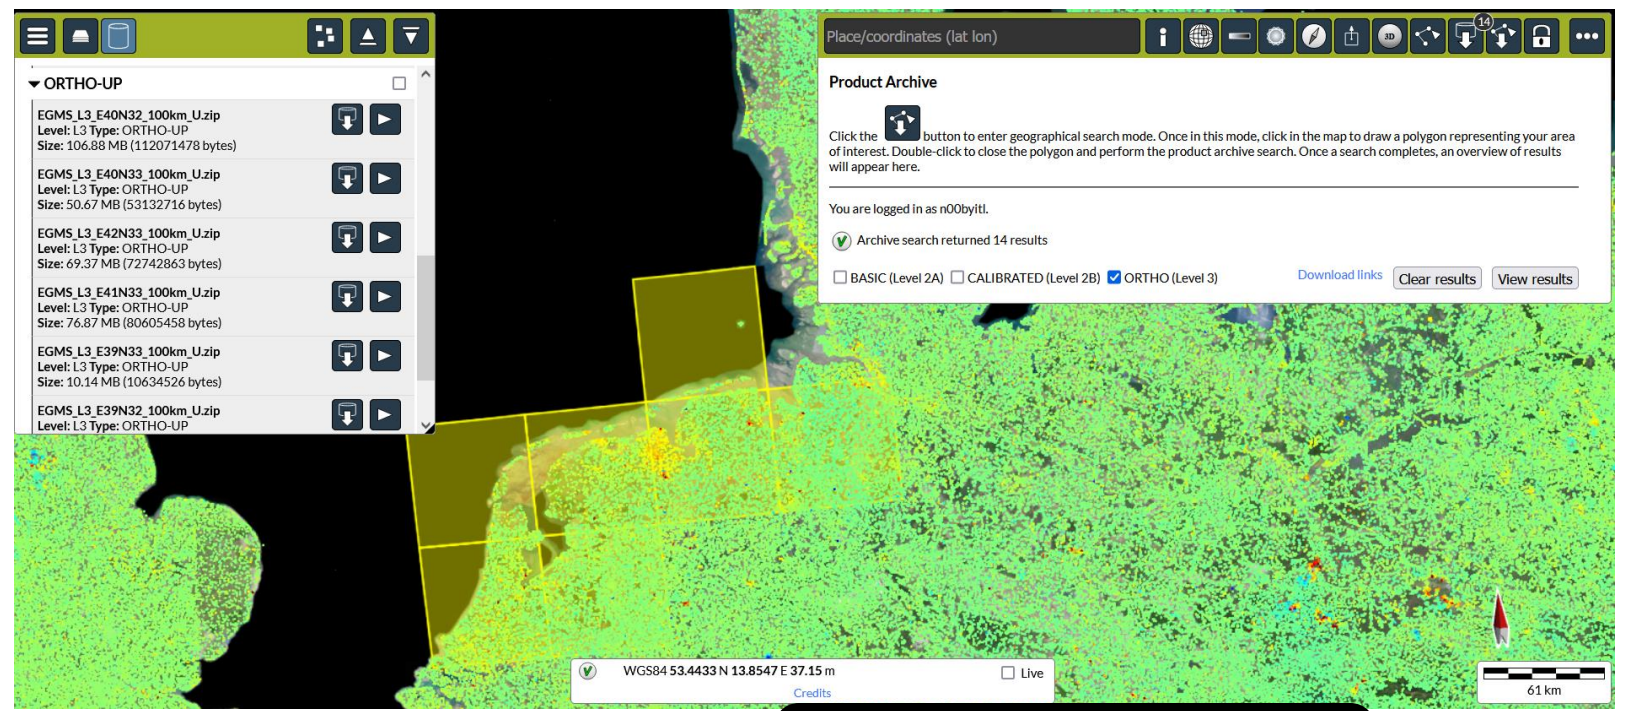 ORTHO-UP
EGMS_L3_E40N32_100km_U.zip
Level: L3 Type: ORTHO-UP
Size: 106.88 MB (112071478 bytes)
EGMS_L3_E40N33_100km_U.zip
Level: L3 Type: ORTHO-UP
Size: 50.67 MB (53132716 bytes)
EGMS_L3_E42N33_100km_U.zip
Level: L3 Type: ORTHO-UP
Size: 69.37 MB (72742863 bytes)
EGMS_L3_E41N33_100km_U.zip
Level: L3 Type: ORTHO-UP
Size: 76.87 MB (80605458 bytes)
EGMS_L3_E39N33_100km_U.zip
Level: L3 Type: ORTHO-UP
Size: 10.14 MB (10634526 bytes)
EGMS_L3_E39N32_100km_U.zip
Level: L3 Type: ORTHO-UP
Place/coordinates (lat lon)
3D
14
Product Archive
Click the button to enter geographical search mode. Once in this mode, click in the map to draw a polygon representing your area
of interest. Double-click to close the polygon and perform the product archive search. Once a search completes, an overview of results
will appear here.
You are logged in as n00byitl.
Archive search returned 14 results
BASIC (Level 2A) CALIBRATED (Level 2B) ORTHO (Level 3) Download links Clear results View results
WGS84 53.4433 N 13.8547 E 37.15 m Live
Credits
61 km